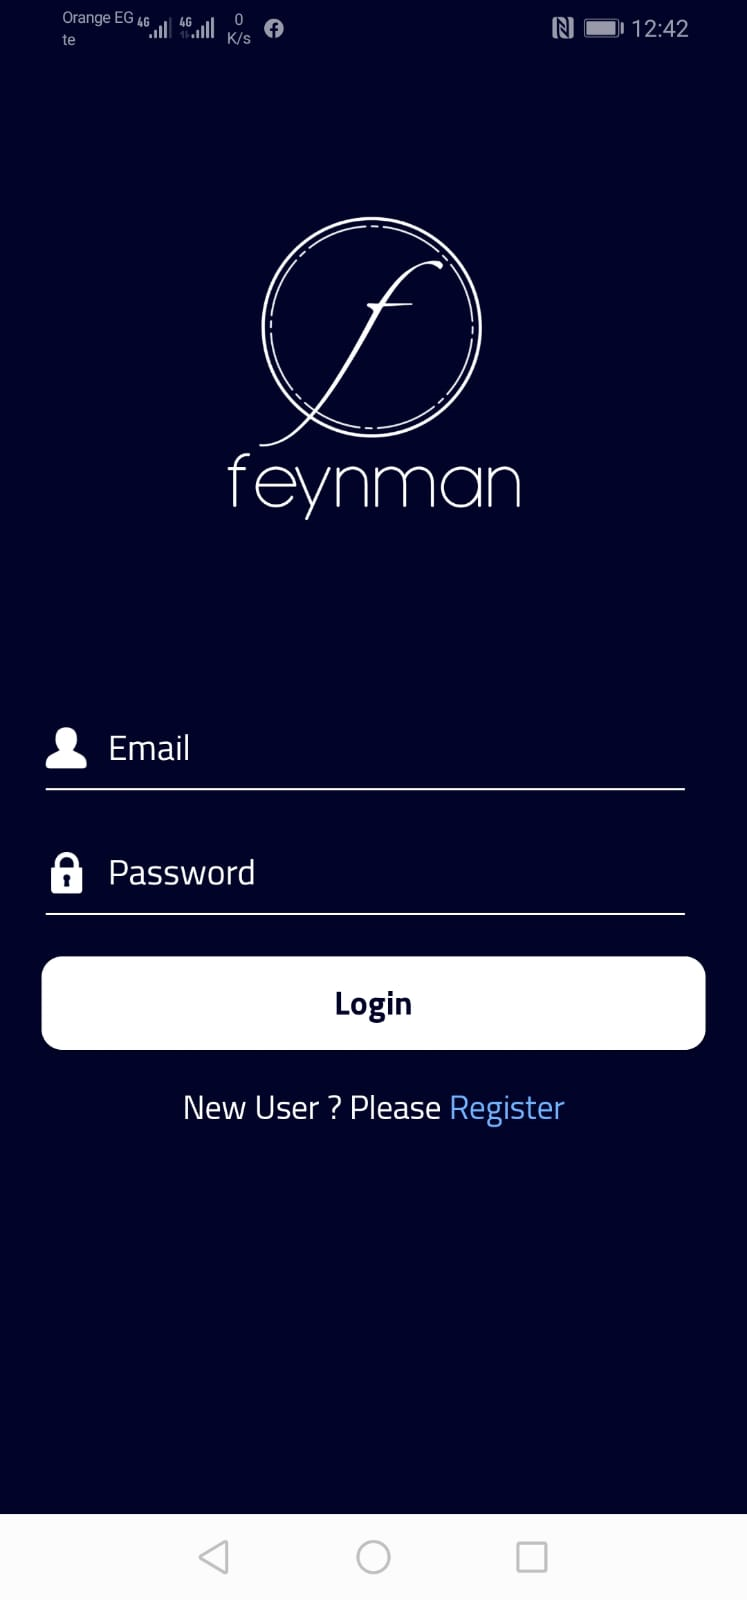 Orange EG 4G 4G 0 12:42
te K/s
f
feynman
Email
Password
Login
New User ? Please Register